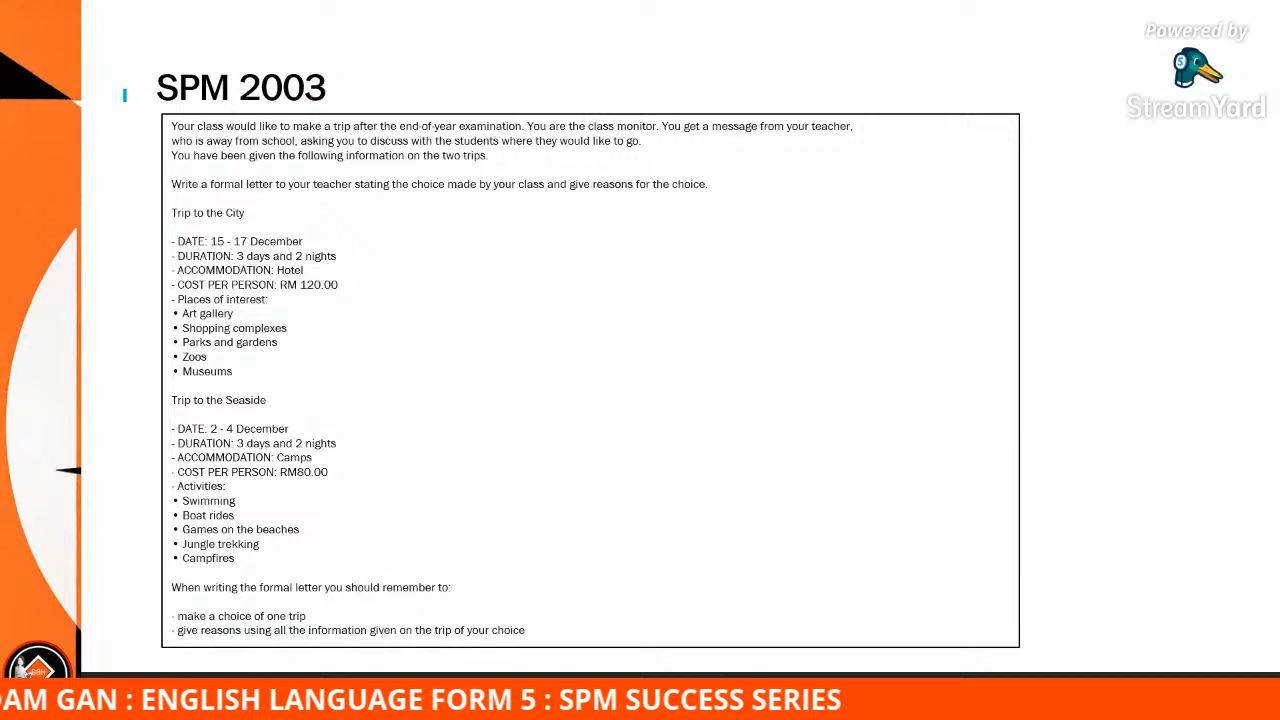 Powered by
StreamYard
SPM 2003
Your class would like to make a trip after the end-of-year examination. You are the class monitor. You get a message from your teacher,
who is away from school, asking you to discuss with the students where they would like to go.
You have been given the following information on the two trips.
Write a formal letter to your teacher stating the choice made by your class and give reasons for the choice.
Trip to the City
- DATE: 15 - 17 December
- DURATION: 3 days and 2 nights
- ACCOMMODATION: Hotel
- COST PER PERSON: RM 120.00
- Places of interest:
• Art gallery
• Shopping complexes
• Parks and gardens
• Zoos
• Museums
Trip to the Seaside
- DATE: 2 - 4 December
- DURATION: 3 days and 2 nights
- ACCOMMODATION: Camps
- COST PER PERSON: RM80.00
- Activities:
• Swimming
• Boat rides
• Games on the beaches
• Jungle trekking
• Campfires
When writing the formal letter you should remember to:
- make a choice of one trip
- give reasons using all the information given on the trip of your choice
GAN : ENGLISH LANGUAGE FORM 5 : SPM SUCCESS SERIES